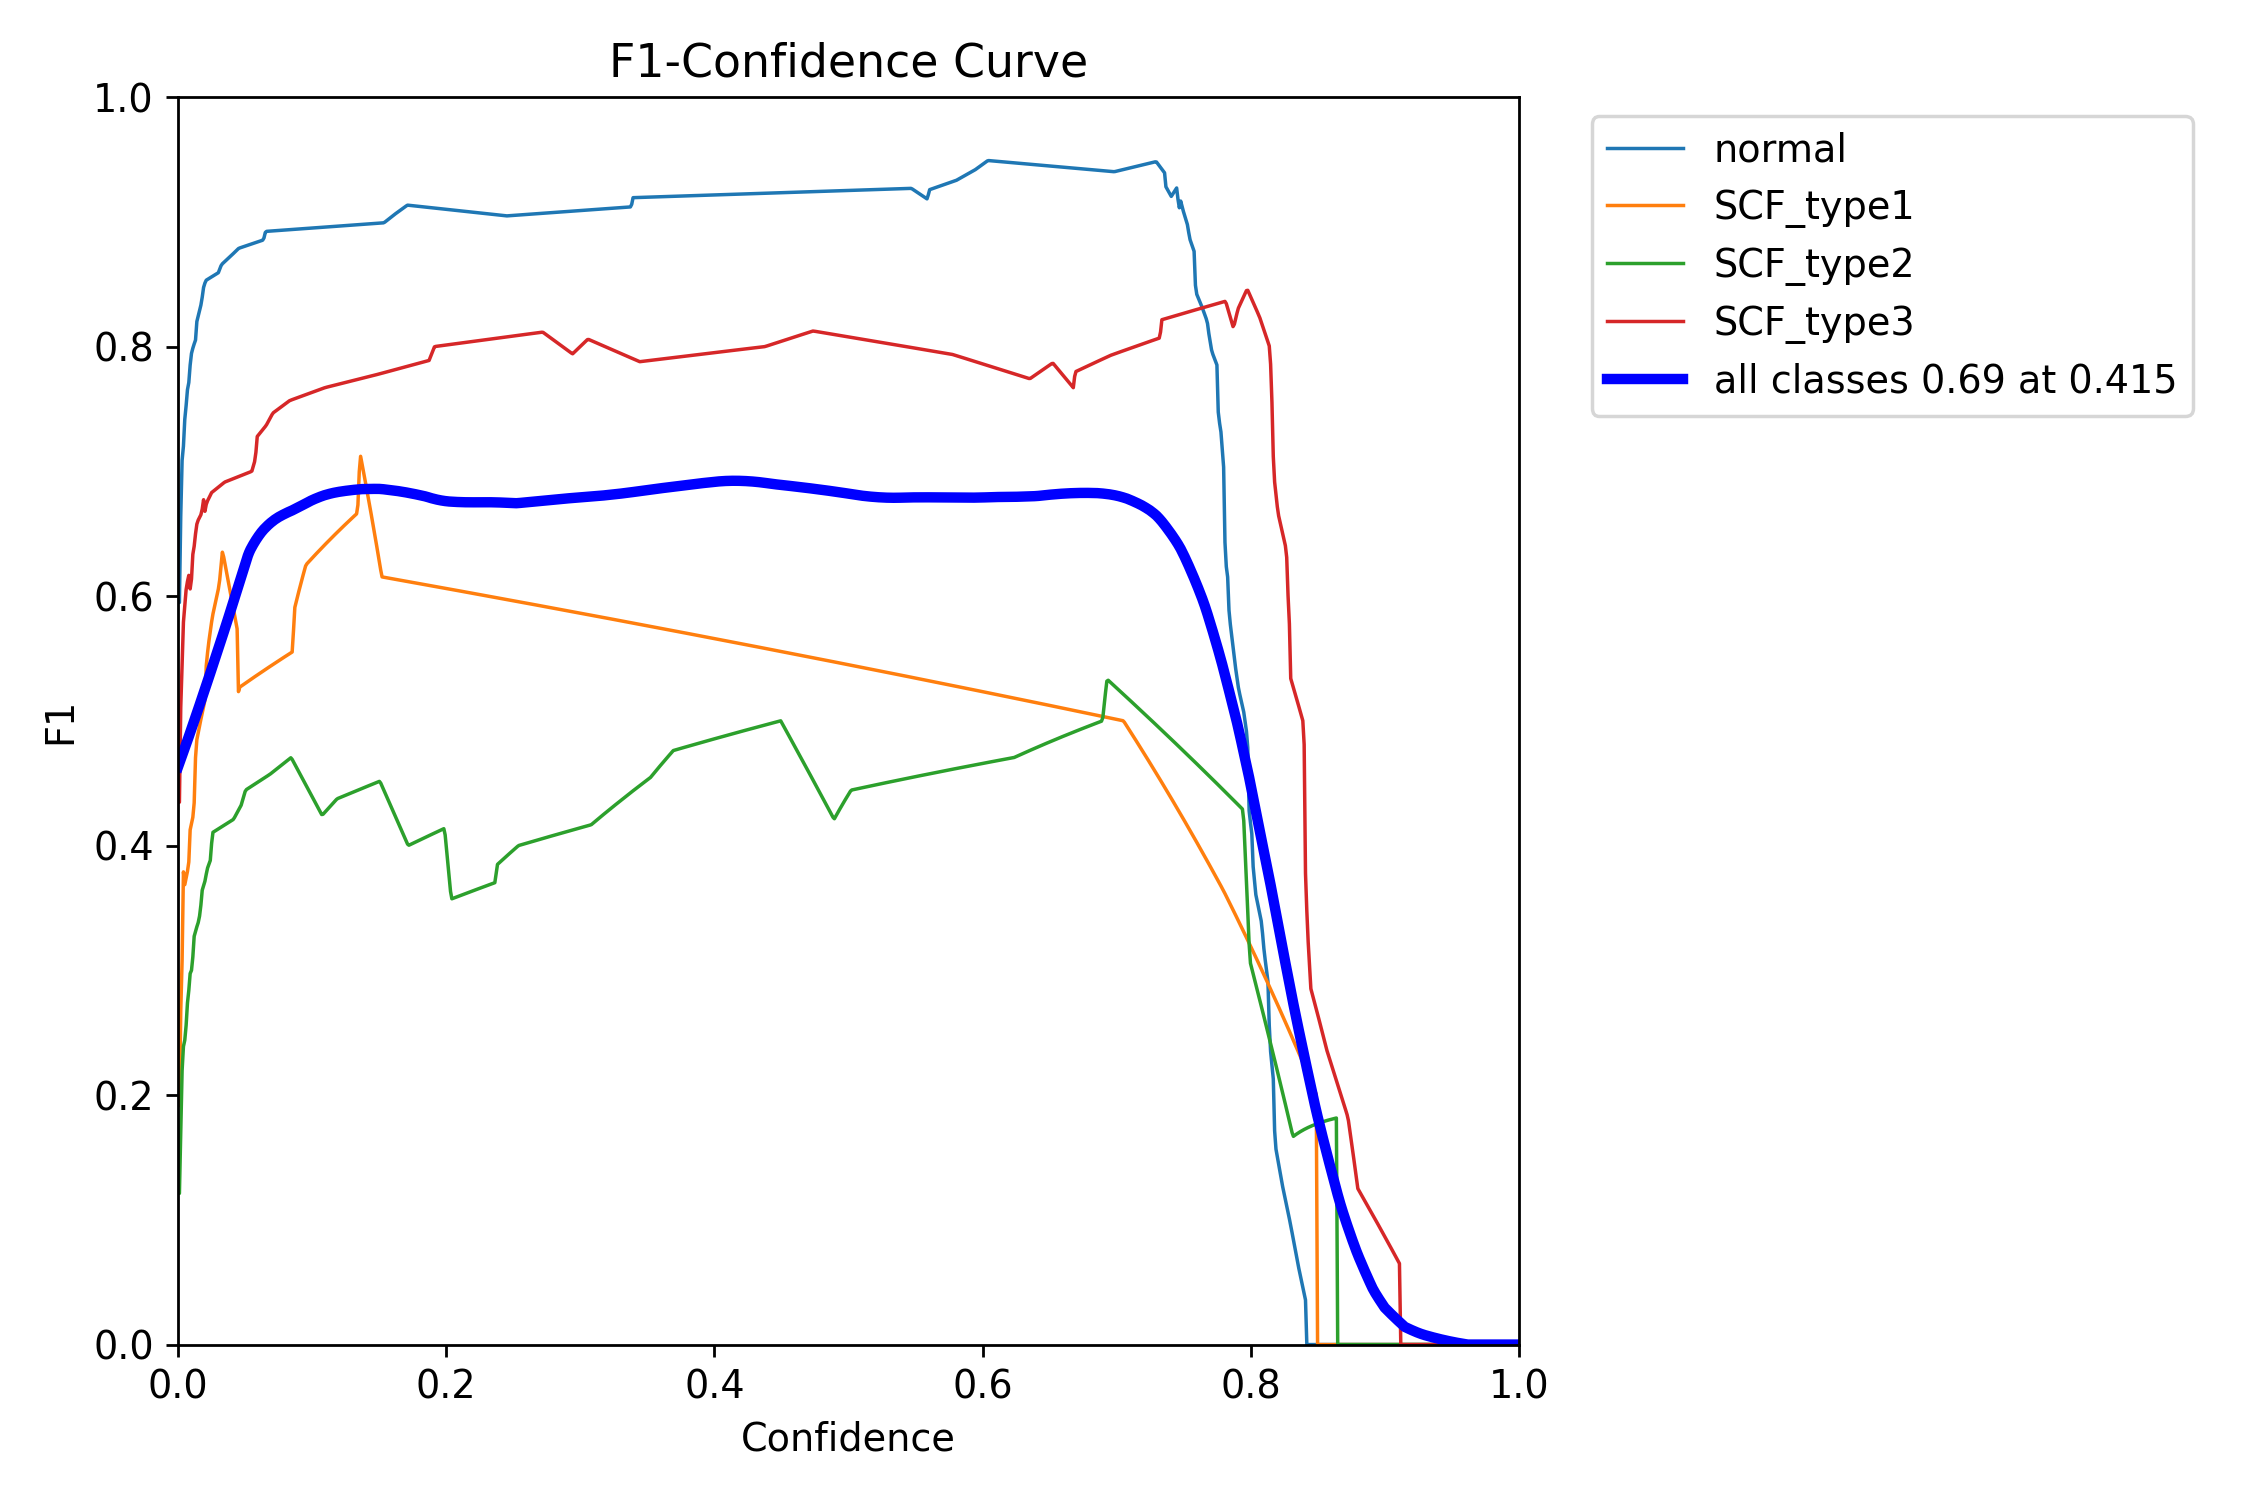 F1-Confidence Curve
1.0
0.8
0.6
0.4
0.2
0.0
F1
0.0 0.2 0.4 0.6 0.8 1.0
Confidence
normal
SCF_type1
SCF_type2
SCF_type3
all classes 0.69 at 0.415